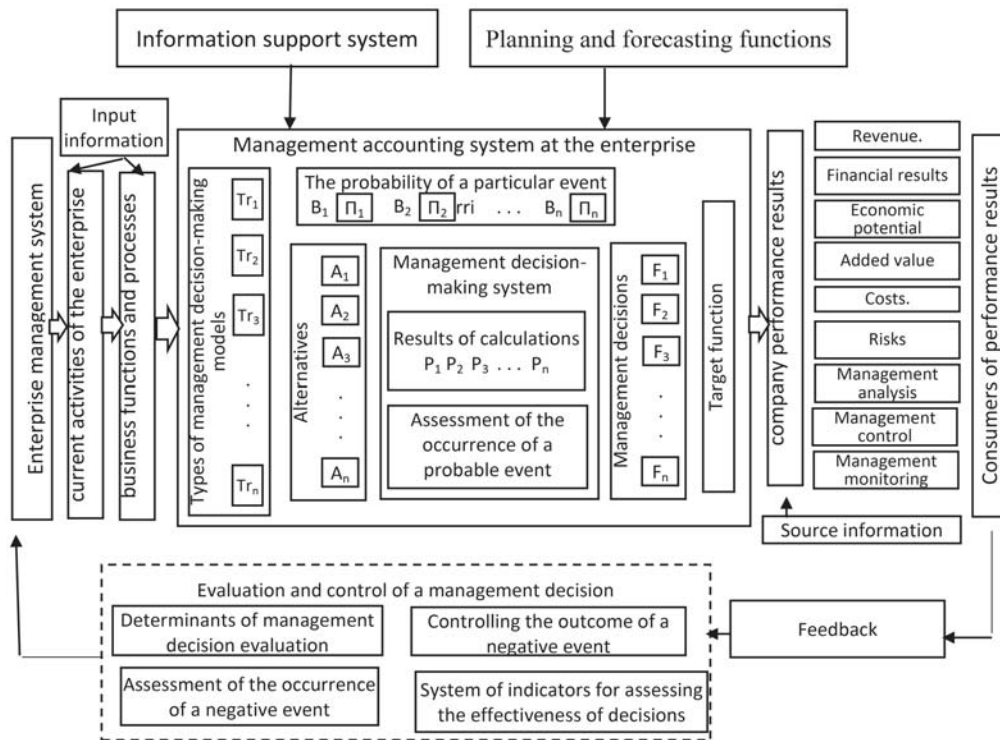 Information support system
Planning and forecasting functions
Input
information
Enterprise management system
current activities of the enterprise
business functions and processes
Management accounting system at the enterprise
Types of management decision-making
models
Tr1
Tr2
Tr3
.
.
.
Trn
The probability of a particular event
B1 П1 B2 П2 rri . . . Bn Пn
Alternatives
A1
A2
A3
.
.
.
An
Management decision-
making system
Results of calculations
P1 P2 P3 ... Pn
Assessment of the
occurrence of a
probable event
Management decisions
F1
F2
F3
.
.
.
Fn
Target function
company performance results
Revenue.
Financial results
Economic
potential
Added value
Costs.
Risks
Management
analysis
Management
control
Management
monitoring
Source information
Consumers of performance results
Evaluation and control of a management decision
Determinants of management
decision evaluation
Controlling the outcome of a
negative event
Assessment of the occurrence
of a negative event
System of indicators for assessing
the effectiveness of decisions
Feedback